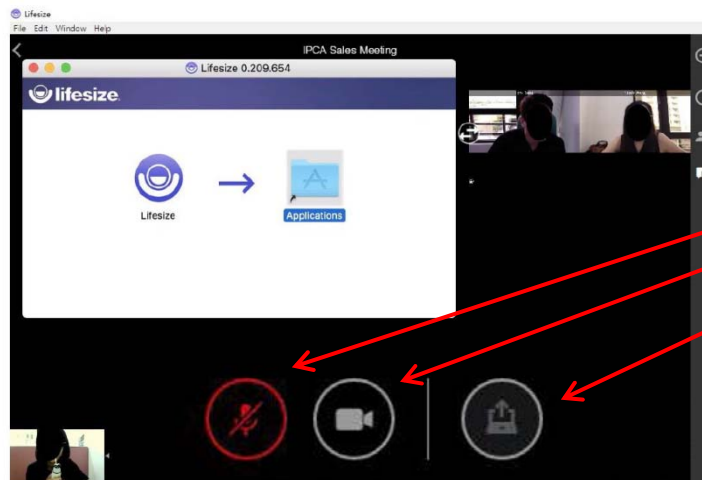 Lifesize
File Edit Window Help
IPCA Sales Meeting
Lifesize 0.209.654
lifesize
Lifesize
Applications